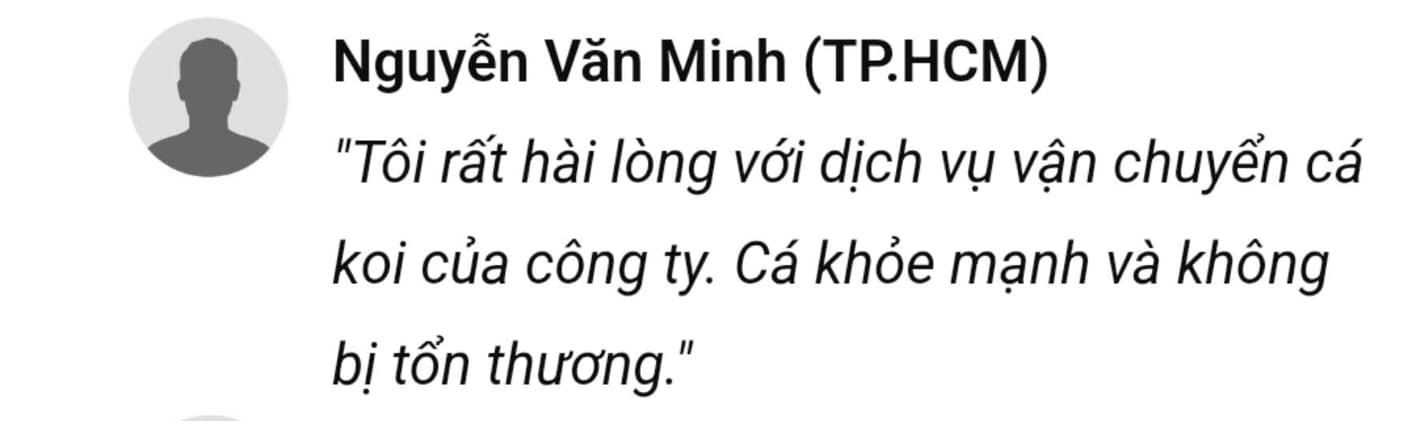 Nguyễn Văn Minh (TP.HCM)
"Tôi rất hài lòng với dịch vụ vận chuyển cá
koi của công ty. Cá khỏe mạnh và không
bị tổn thương."